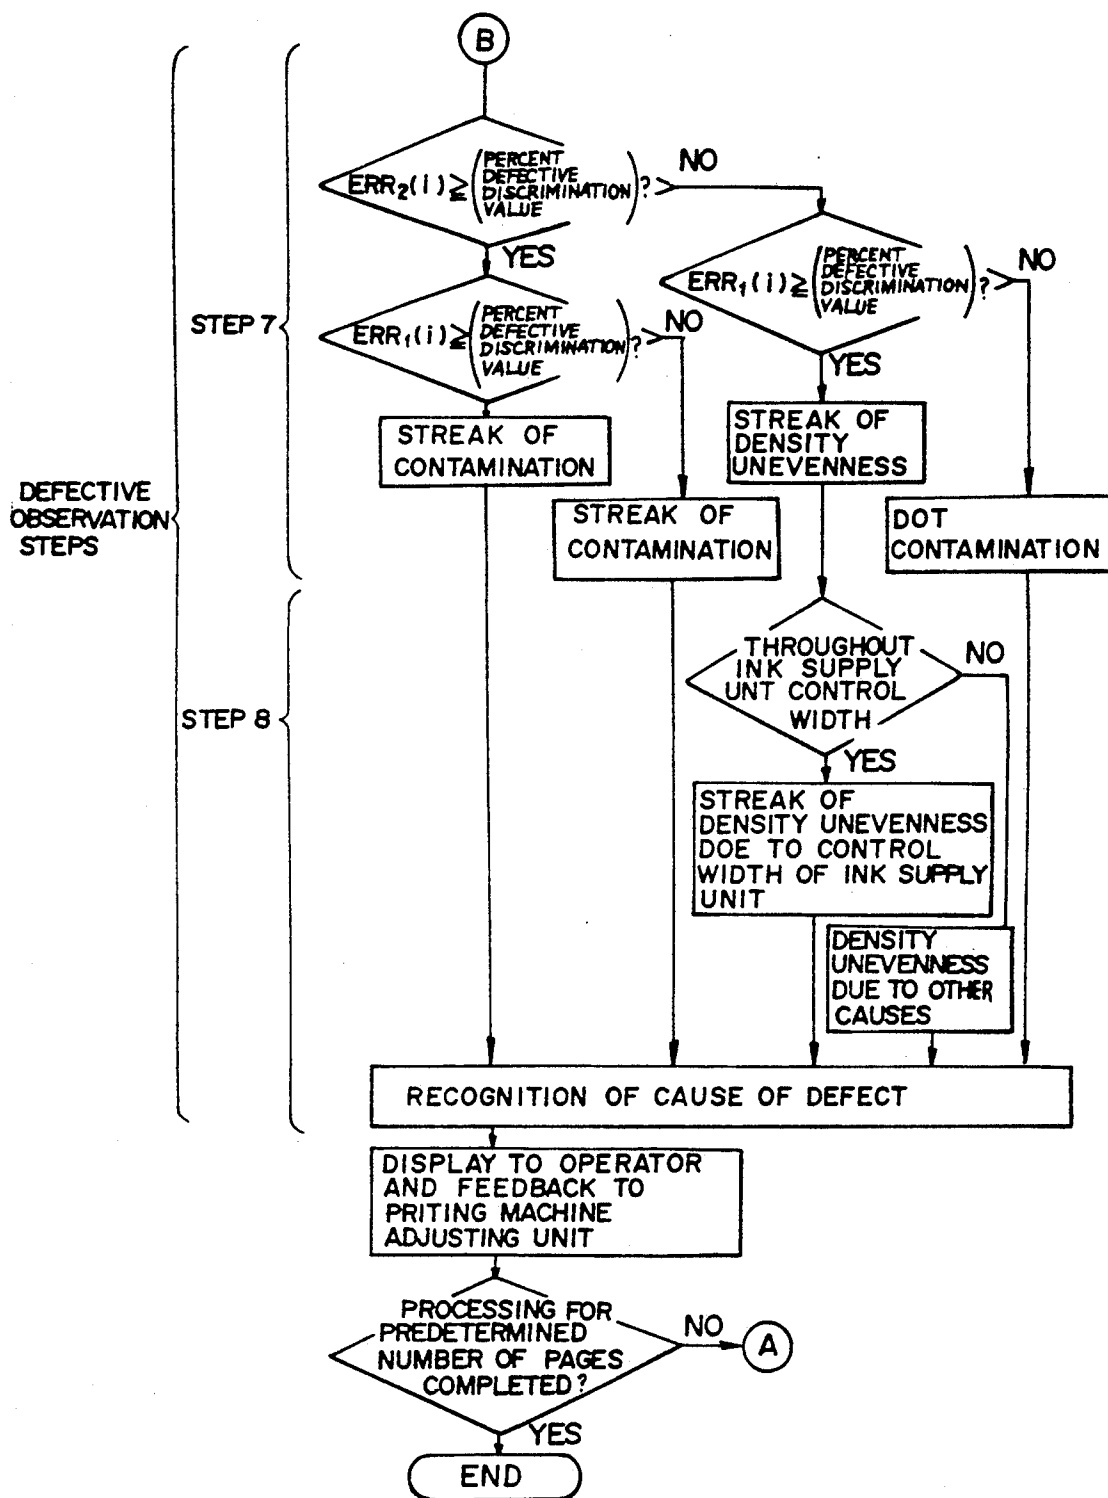 B
ERR₂(i) ≧ (PERCENT
DEFECTIVE
DISCRIMINATION
VALUE) ?
NO
YES
ERR₁(i) ≧ (PERCENT
DEFECTIVE
DISCRIMINATION
VALUE) ?
NO
YES
STEP 7
ERR₁(i) ≧ (PERCENT
DEFECTIVE
DISCRIMINATION
VALUE) ?
NO
STREAK OF
CONTAMINATION
STREAK OF
DENSITY
UNEVENNESS
DEFECTIVE
OBSERVATION
STEPS
STREAK OF
CONTAMINATION
DOT
CONTAMINATION
STEP 8
THROUGHOUT
INK SUPPLY
UNT CONTROL
WIDTH
NO
YES
STREAK OF
DENSITY UNEVENNESS
DOE TO CONTROL
WIDTH OF INK SUPPLY
UNIT
DENSITY
UNEVENNESS
DUE TO OTHER
CAUSES
RECOGNITION OF CAUSE OF DEFECT
DISPLAY TO OPERATOR
AND FEEDBACK TO
PRITING MACHINE
ADJUSTING UNIT
PROCESSING FOR
PREDETERMINED
NUMBER OF PAGES
COMPLETED?
NO
A
YES
END